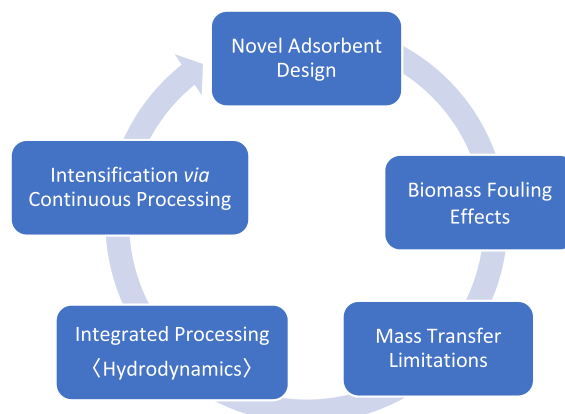 Novel Adsorbent
Design
Biomass Fouling
Effects
Mass Transfer
Limitations
Integrated Processing
〈Hydrodynamics〉
Intensification via
Continuous Processing